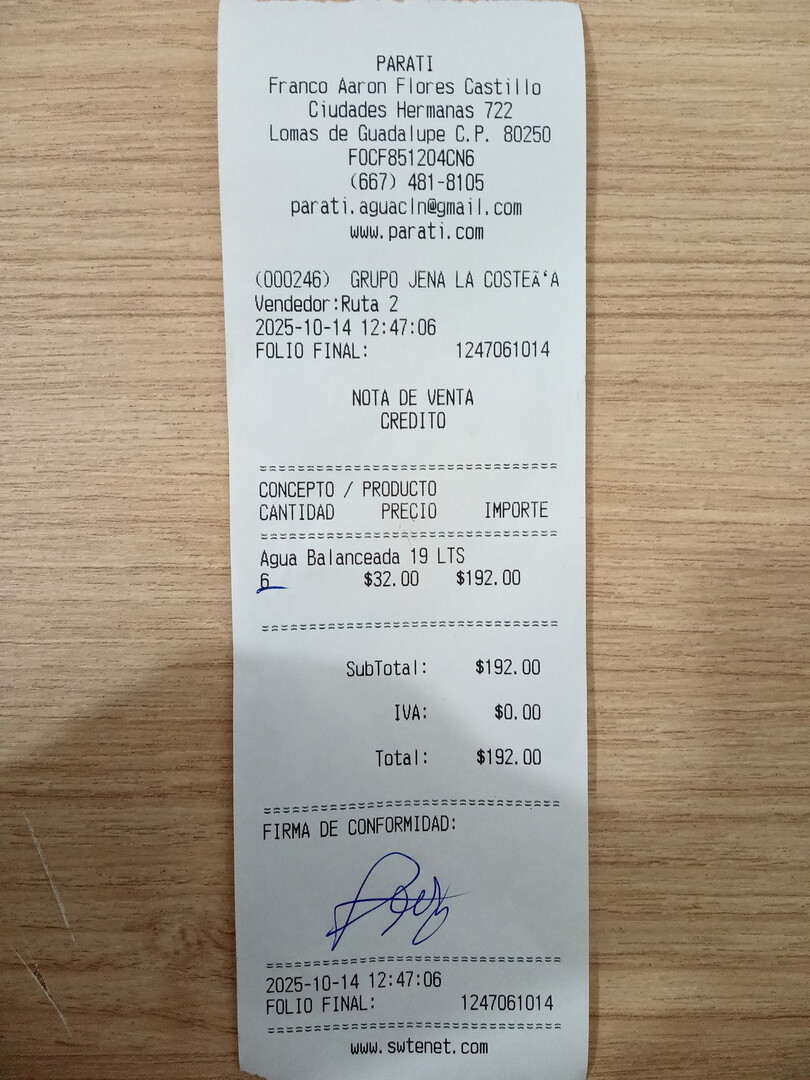 PARATI
Franco Aaron Flores Castillo
Ciudades Hermanas 722
Lomas de Guadalupe C.P. 80250
FOCF851204CN6
(667) 481-8105
parati.aguacln@gmail.com
www.parati.com
(000246) GRUPO JENA LA COSTEÃ‘A
Vendedor:Ruta 2
2025-10-14 12:47:06
FOLIO FINAL: 1247061014
NOTA DE VENTA
CREDITO
CONCEPTO / PRODUCTO
CANTIDAD PRECIO IMPORTE
Agua Balanceada 19 LTS
6 $32.00 $192.00
SubTotal: $192.00
IVA: $0.00
Total: $192.00
FIRMA DE CONFORMIDAD:
2025-10-14 12:47:06
FOLIO FINAL: 1247061014
www.swtenet.com